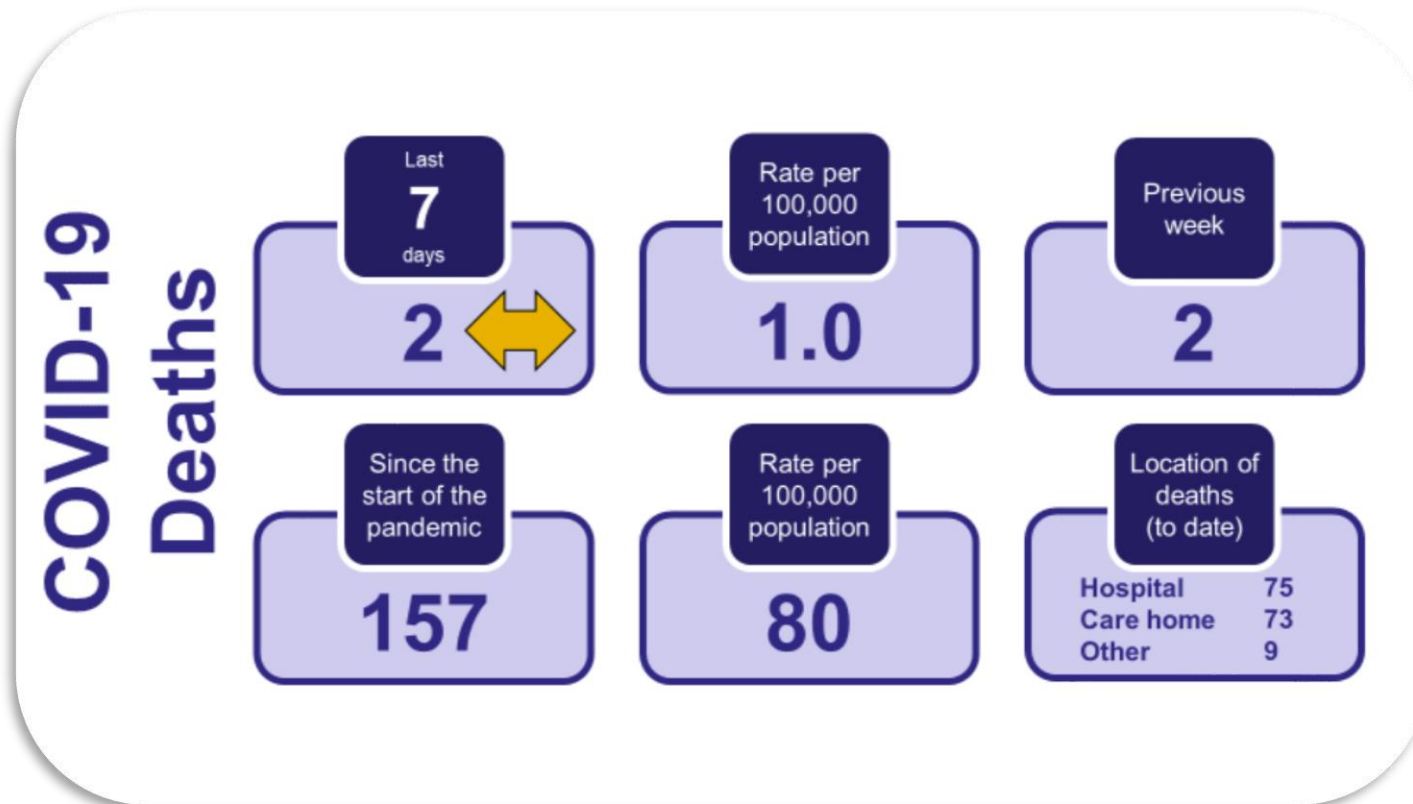 COVID-19
Deaths
Last
7
days
2
Rate per
100,000
population
1.0
Previous
week
2
Since the
start of the
pandemic
157
Rate per
100,000
population
80
Location of
deaths
(to date)
Hospital 75
Care home 73
Other 9